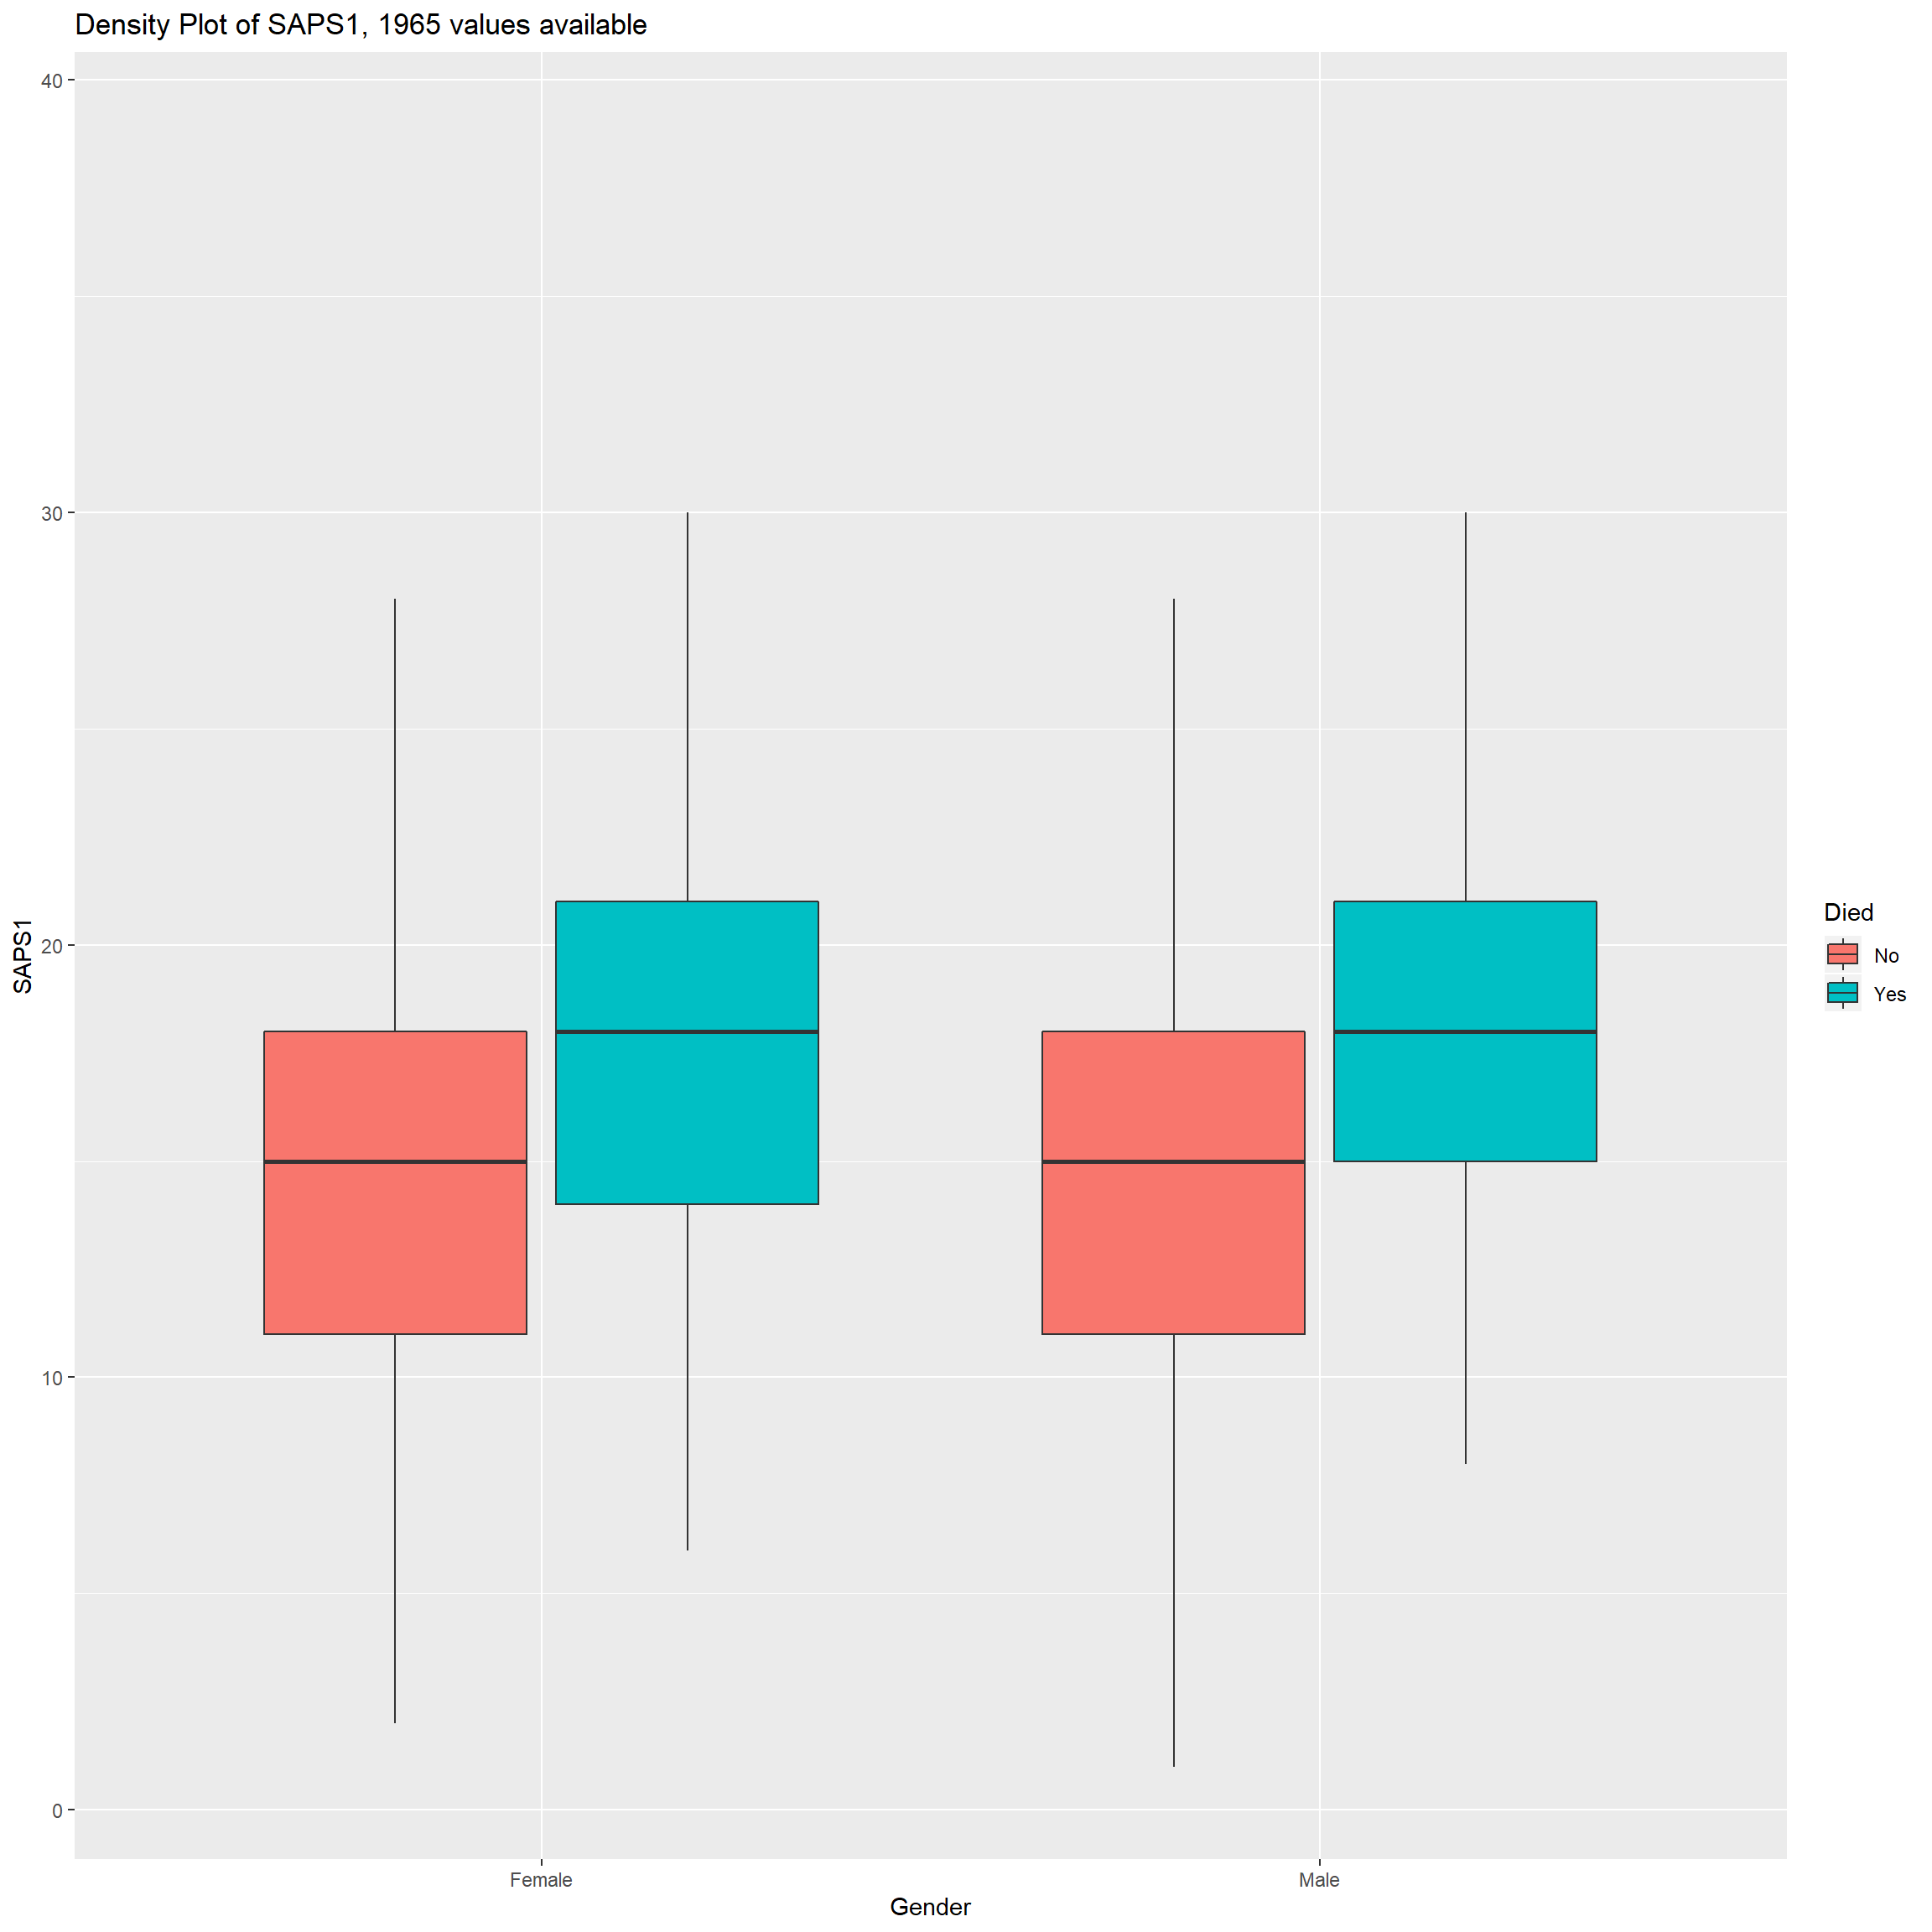 Density Plot of SAPS1, 1965 values available
40
30
20
10
0
SAPS1
Female
Male
Gender
Died
No
Yes